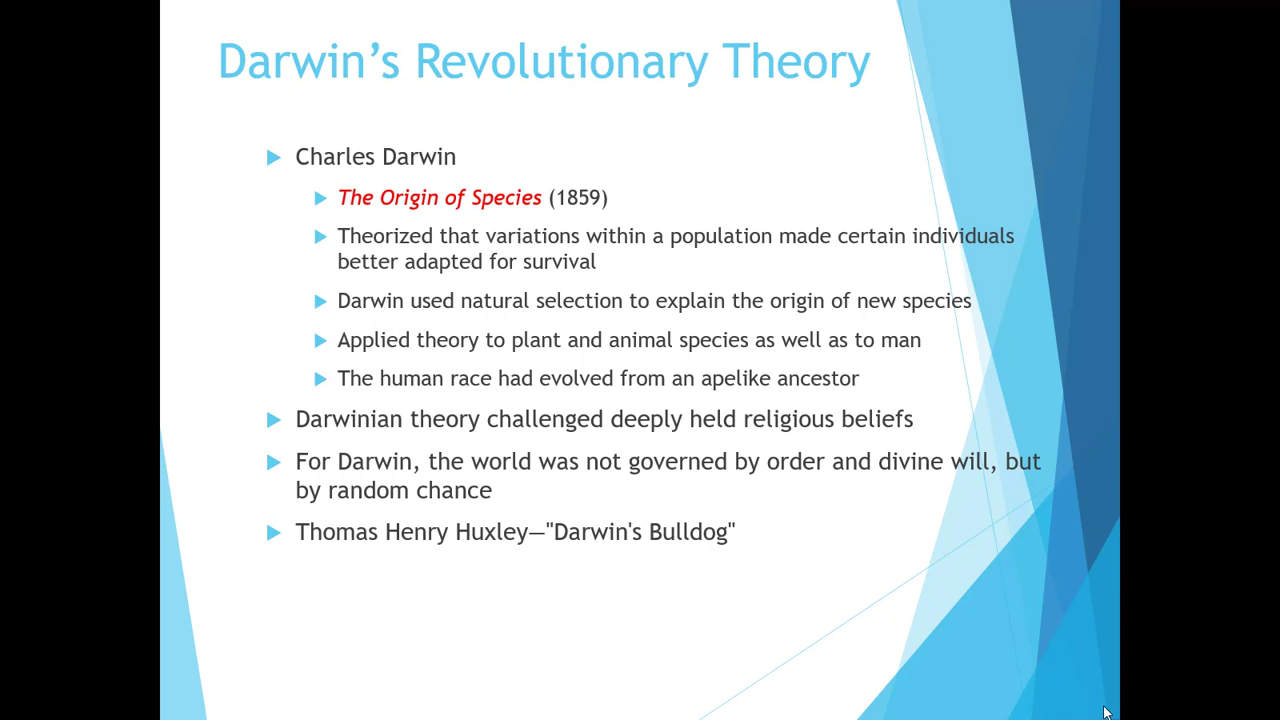 Darwin’s Revolutionary Theory
Charles Darwin
The Origin of Species (1859)
Theorized that variations within a population made certain individuals
better adapted for survival
Darwin used natural selection to explain the origin of new species
Applied theory to plant and animal species as well as to man
The human race had evolved from an apelike ancestor
Darwinian theory challenged deeply held religious beliefs
For Darwin, the world was not governed by order and divine will, but
by random chance
Thomas Henry Huxley—"Darwin's Bulldog"